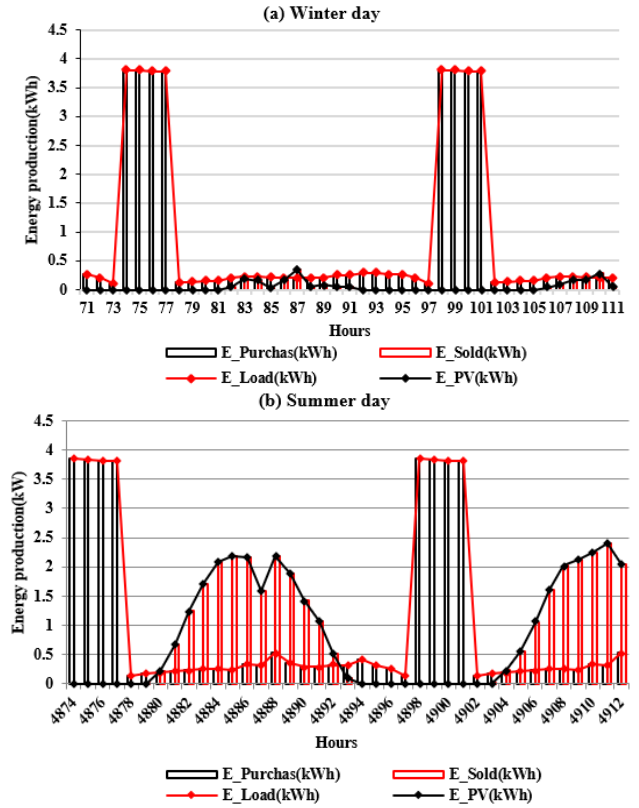 (a) Winter day
Energy production(kWh)
4.5
4
3.5
3
2.5
2
1.5
1
0.5
0
71 73 75 77 79 81 83 85 87 89 91 93 95 97 99 101 103 105 107 109 111
Hours
E_Purchas(kWh) E_Sold(kWh)
E_Load(kWh) E_PV(kWh)
(b) Summer day
Energy production(kW)
4.5
4
3.5
3
2.5
2
1.5
1
0.5
0
4874 4876 4878 4880 4882 4884 4886 4888 4890 4892 4894 4896 4898 4900 4902 4904 4906 4908 4910 4912
Hours
E_Purchas(kWh) E_Sold(kWh)
E_Load(kWh) E_PV(kWh)